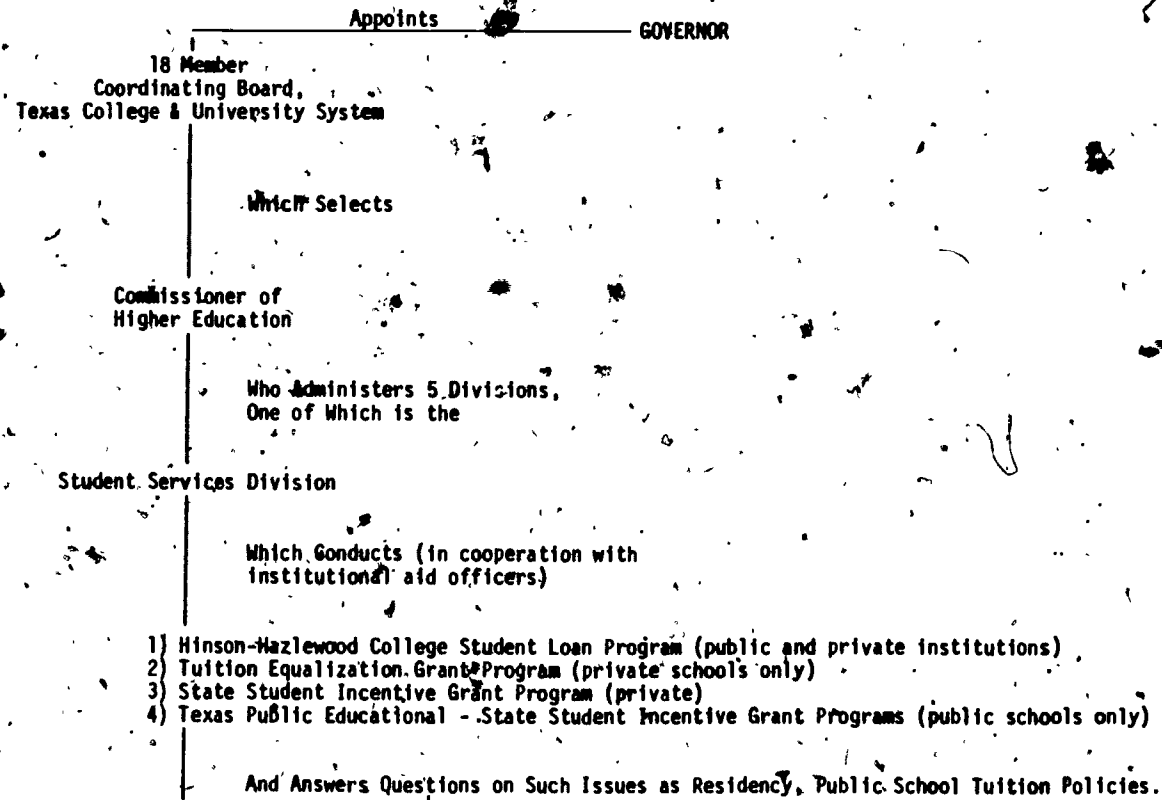 Appoints
GOVERNOR
18 Member
Coordinating Board,
Texas College & University System
Which Selects
Commissioner of
Higher Education
Who Administers 5 Divisions,
One of Which is the
Student Services Division
Which Conducts (in cooperation with
institutional aid officers)
1) Hinson-Hazlewood College Student Loan Program (public and private institutions)
2) Tuition Equalization Grant Program (private schools only)
3) State Student Incentive Grant Program (private)
4) Texas Public Educational - State Student Incentive Grant Programs (public schools only)
And Answers Questions on Such Issues as Residency, Public School Tuition Policies.